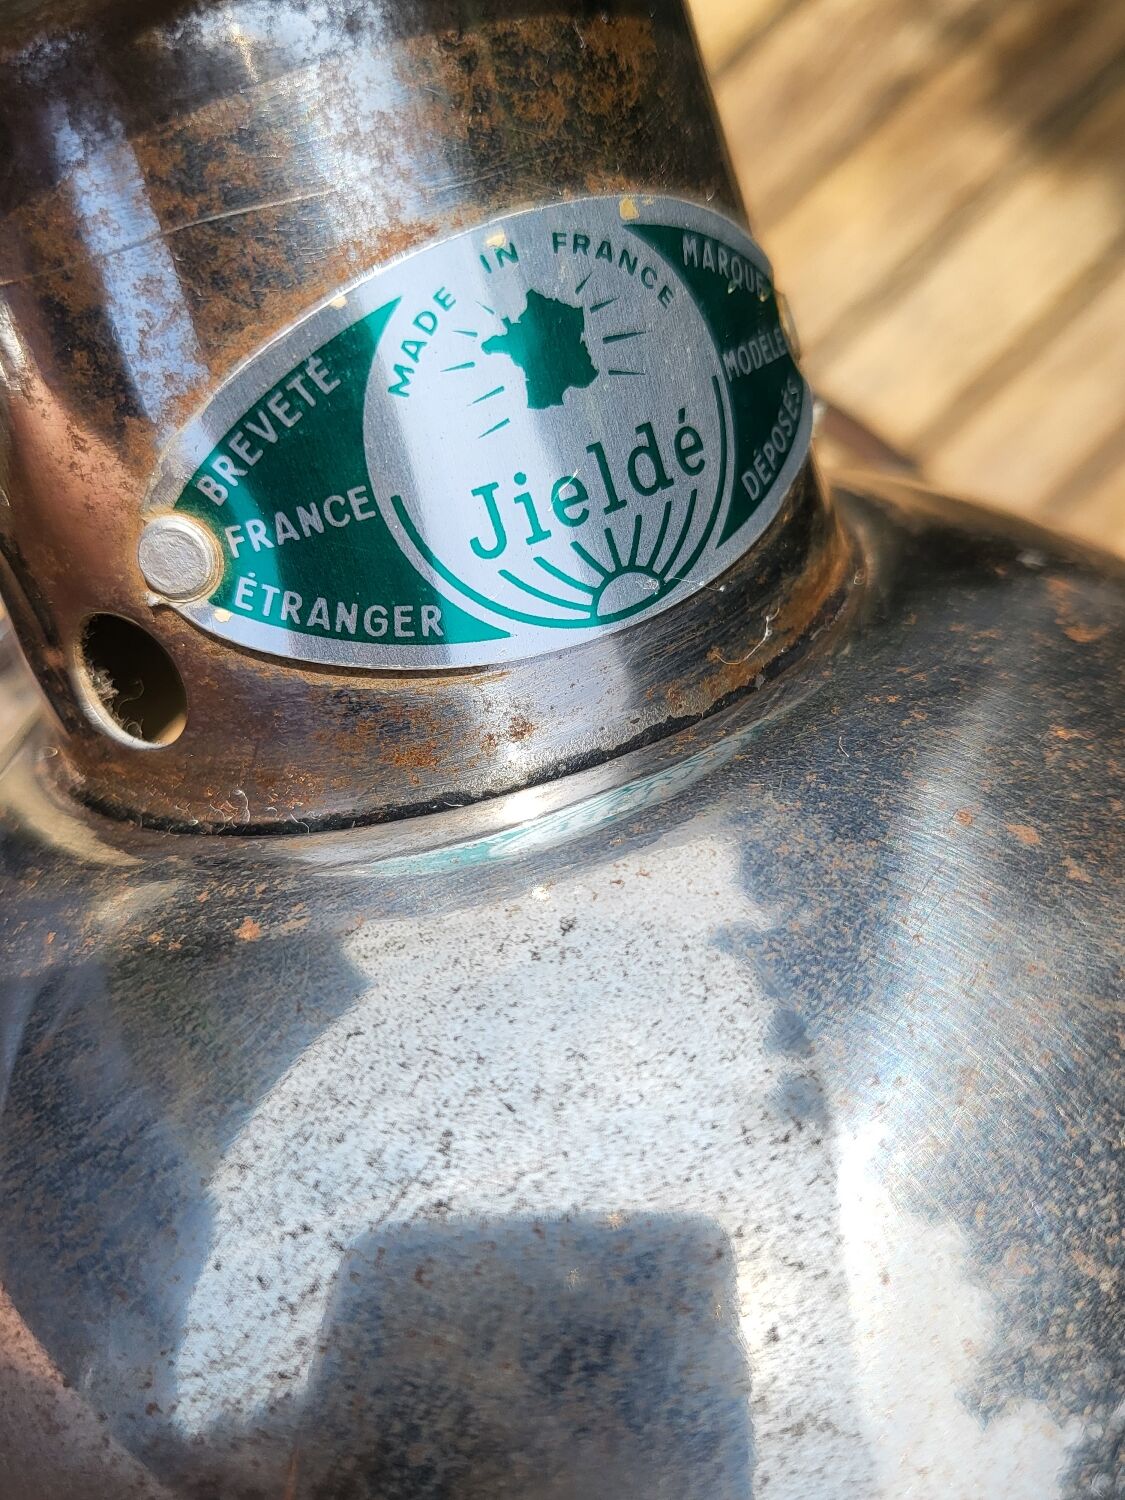 MADE IN FRANCE
Jieldé
BREVETÉ
FRANCE
ÉTRANGER
MARQUE
MODÈLE
DÉPOSÉS